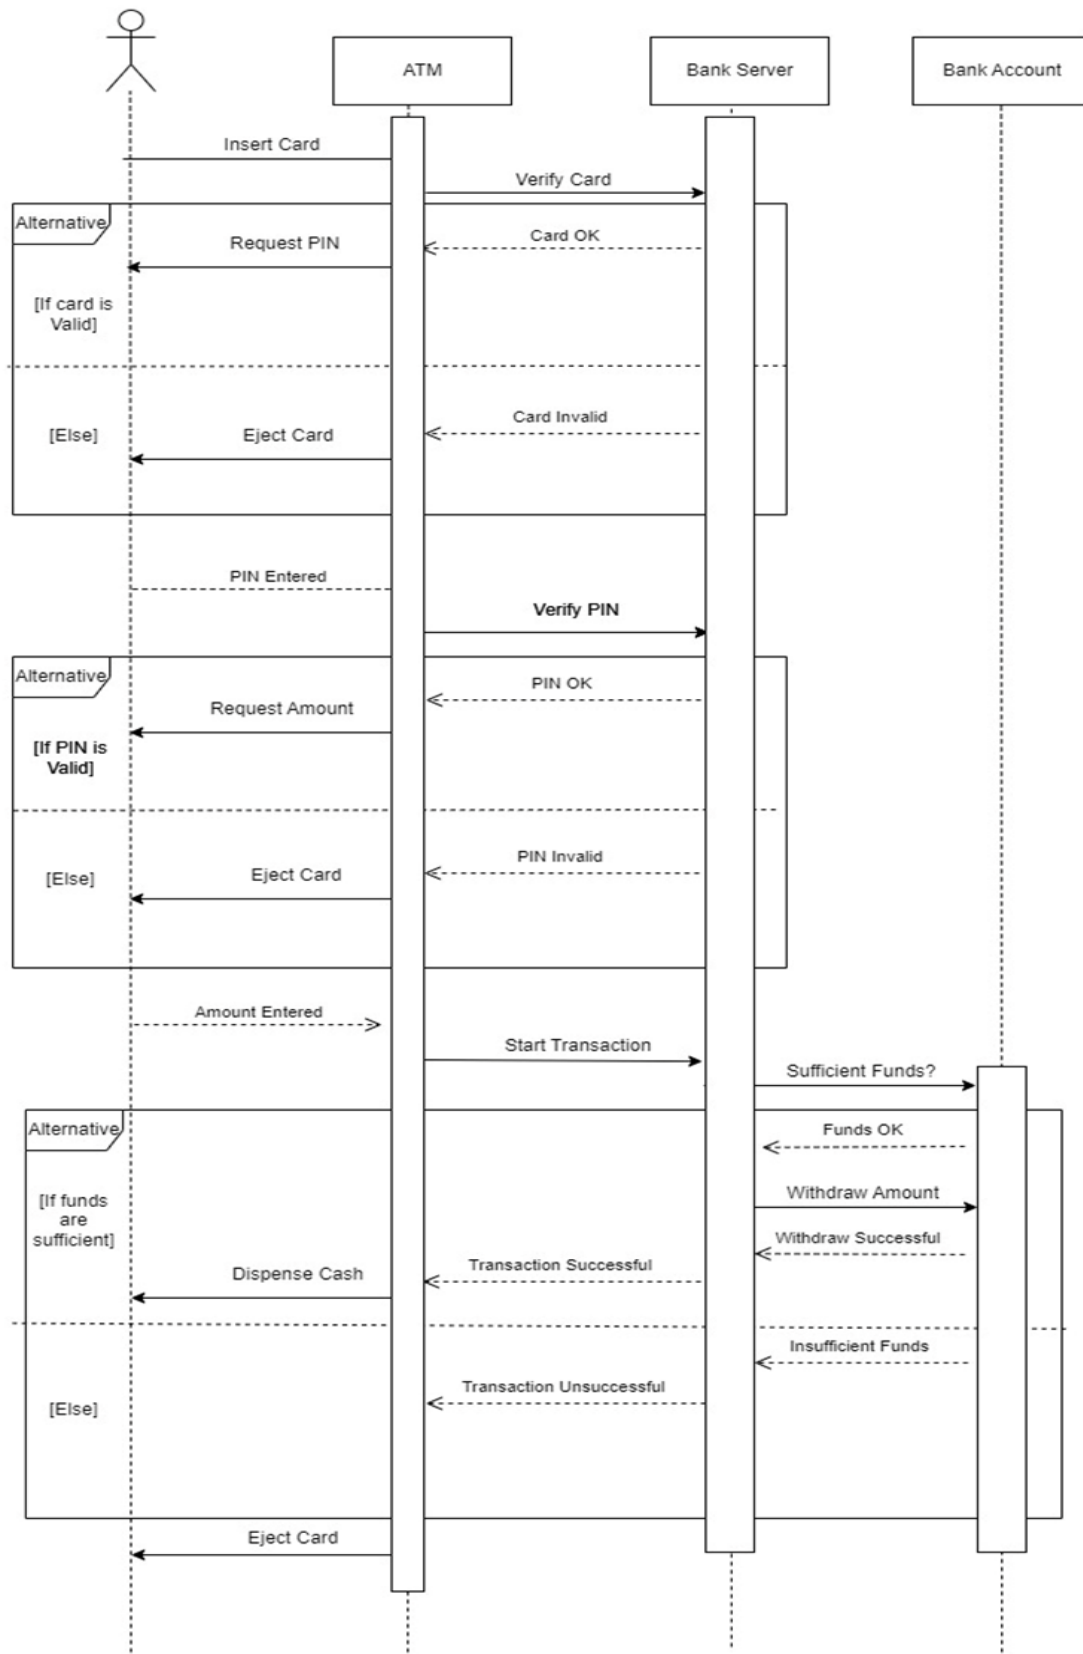 ATM
Bank Server
Bank Account
Insert Card
Verify Card
Alternative
Card OK
Request PIN
[If card is
Valid]
Card Invalid
[Else]
Eject Card
PIN Entered
Verify PIN
Alternative
PIN OK
Request Amount
[If PIN is
Valid]
PIN Invalid
[Else]
Eject Card
Amount Entered
Start Transaction
Sufficient Funds?
Alternative
Funds OK
[If funds
are
sufficient]
Withdraw Amount
Withdraw Successful
Transaction Successful
Dispense Cash
Insufficient Funds
Transaction Unsuccessful
[Else]
Eject Card